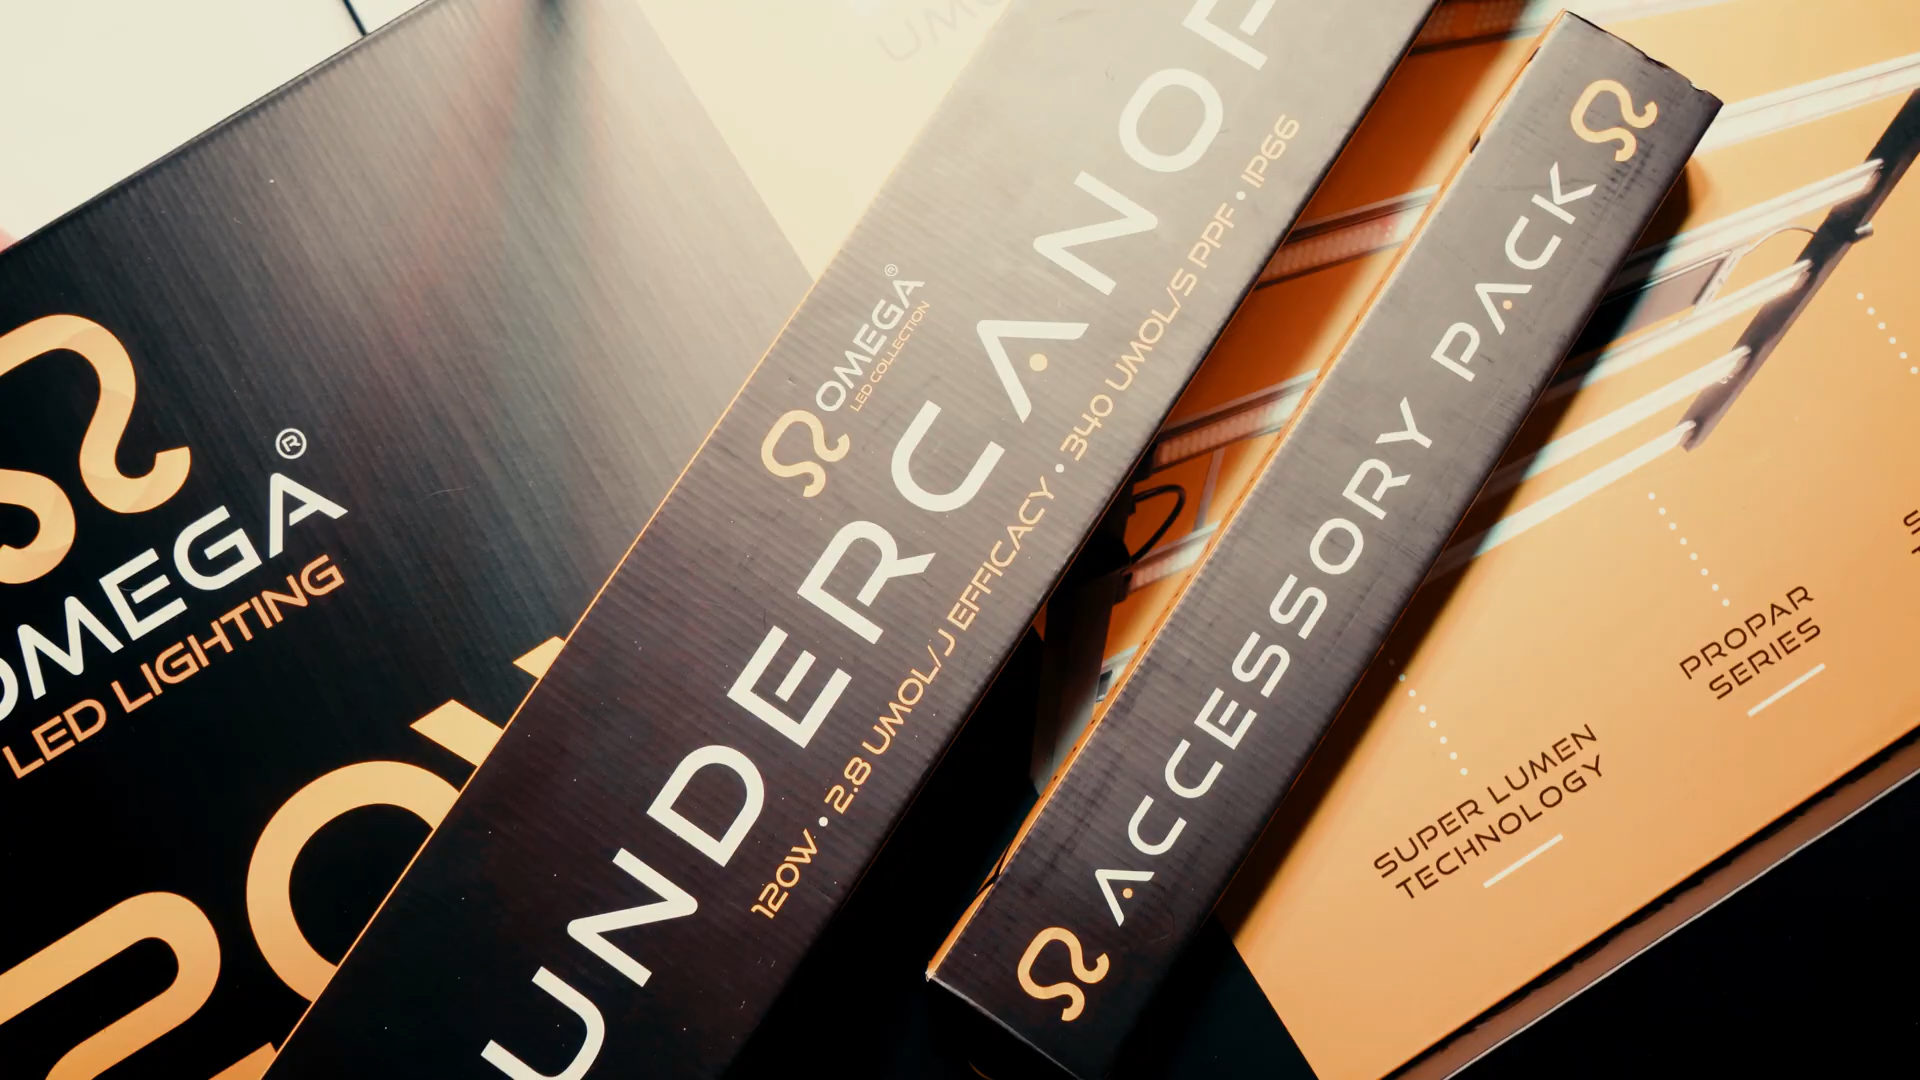 OMEGA®
LED LIGHTING
OMEGA®
LED COLLECTION
UNDERCANOP
120W • 2.8 UMOL/J EFFICACY • 340 UMOL/S PPF • IP66
ACCESSORY PACK
PROPAR
SERIES
SUPER LUMEN
TECHNOLOGY